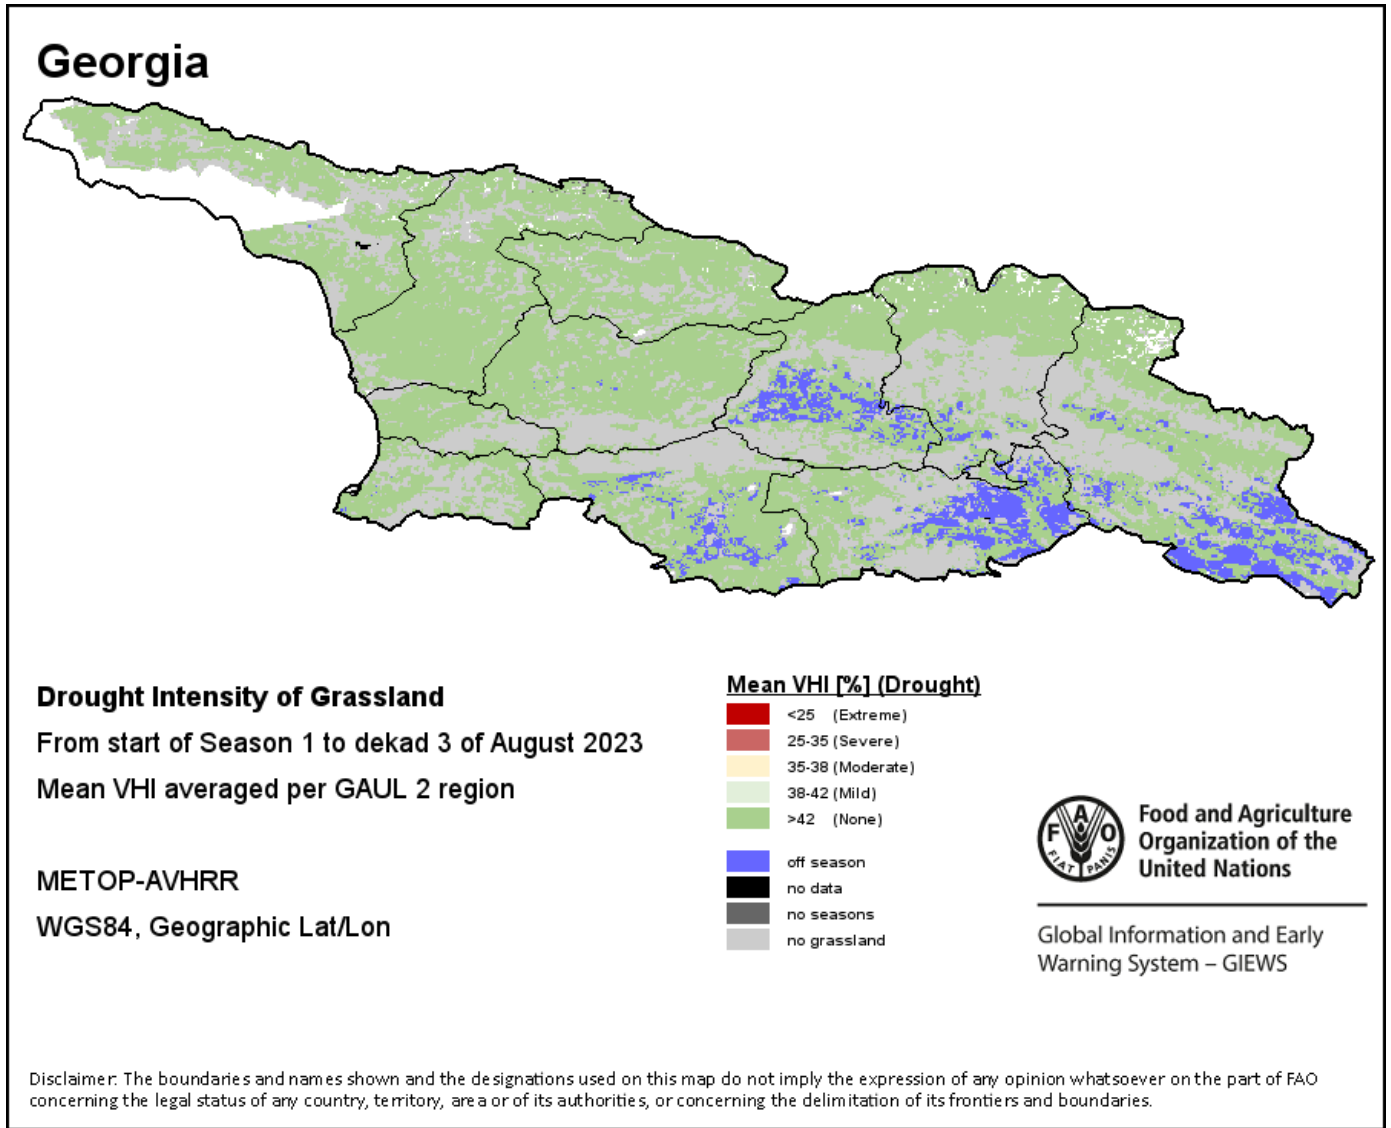 Georgia
Drought Intensity of Grassland
From start of Season 1 to dekad 3 of August 2023
Mean VHI averaged per GAUL 2 region
METOP-AVHRR
WGS84, Geographic Lat/Lon
Mean VHI [%] (Drought)
<25 (Extreme)
25-35 (Severe)
35-38 (Moderate)
38-42 (Mild)
>42 (None)
off season
no data
no seasons
no grassland
F A O
FIAT PANIS
Food and Agriculture
Organization of the
United Nations
Global Information and Early
Warning System – GIEWS
Disclaimer: The boundaries and names shown and the designations used on this map do not imply the expression of any opinion whatsoever on the part of FAO
concerning the legal status of any country, territory, area or of its authorities, or concerning the delimitation of its frontiers and boundaries.